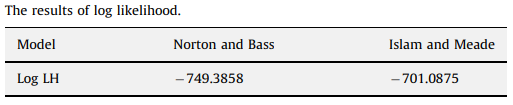 The results of log likelihood.
Model Norton and Bass Islam and Meade
Log LH −749.3858 −701.0875